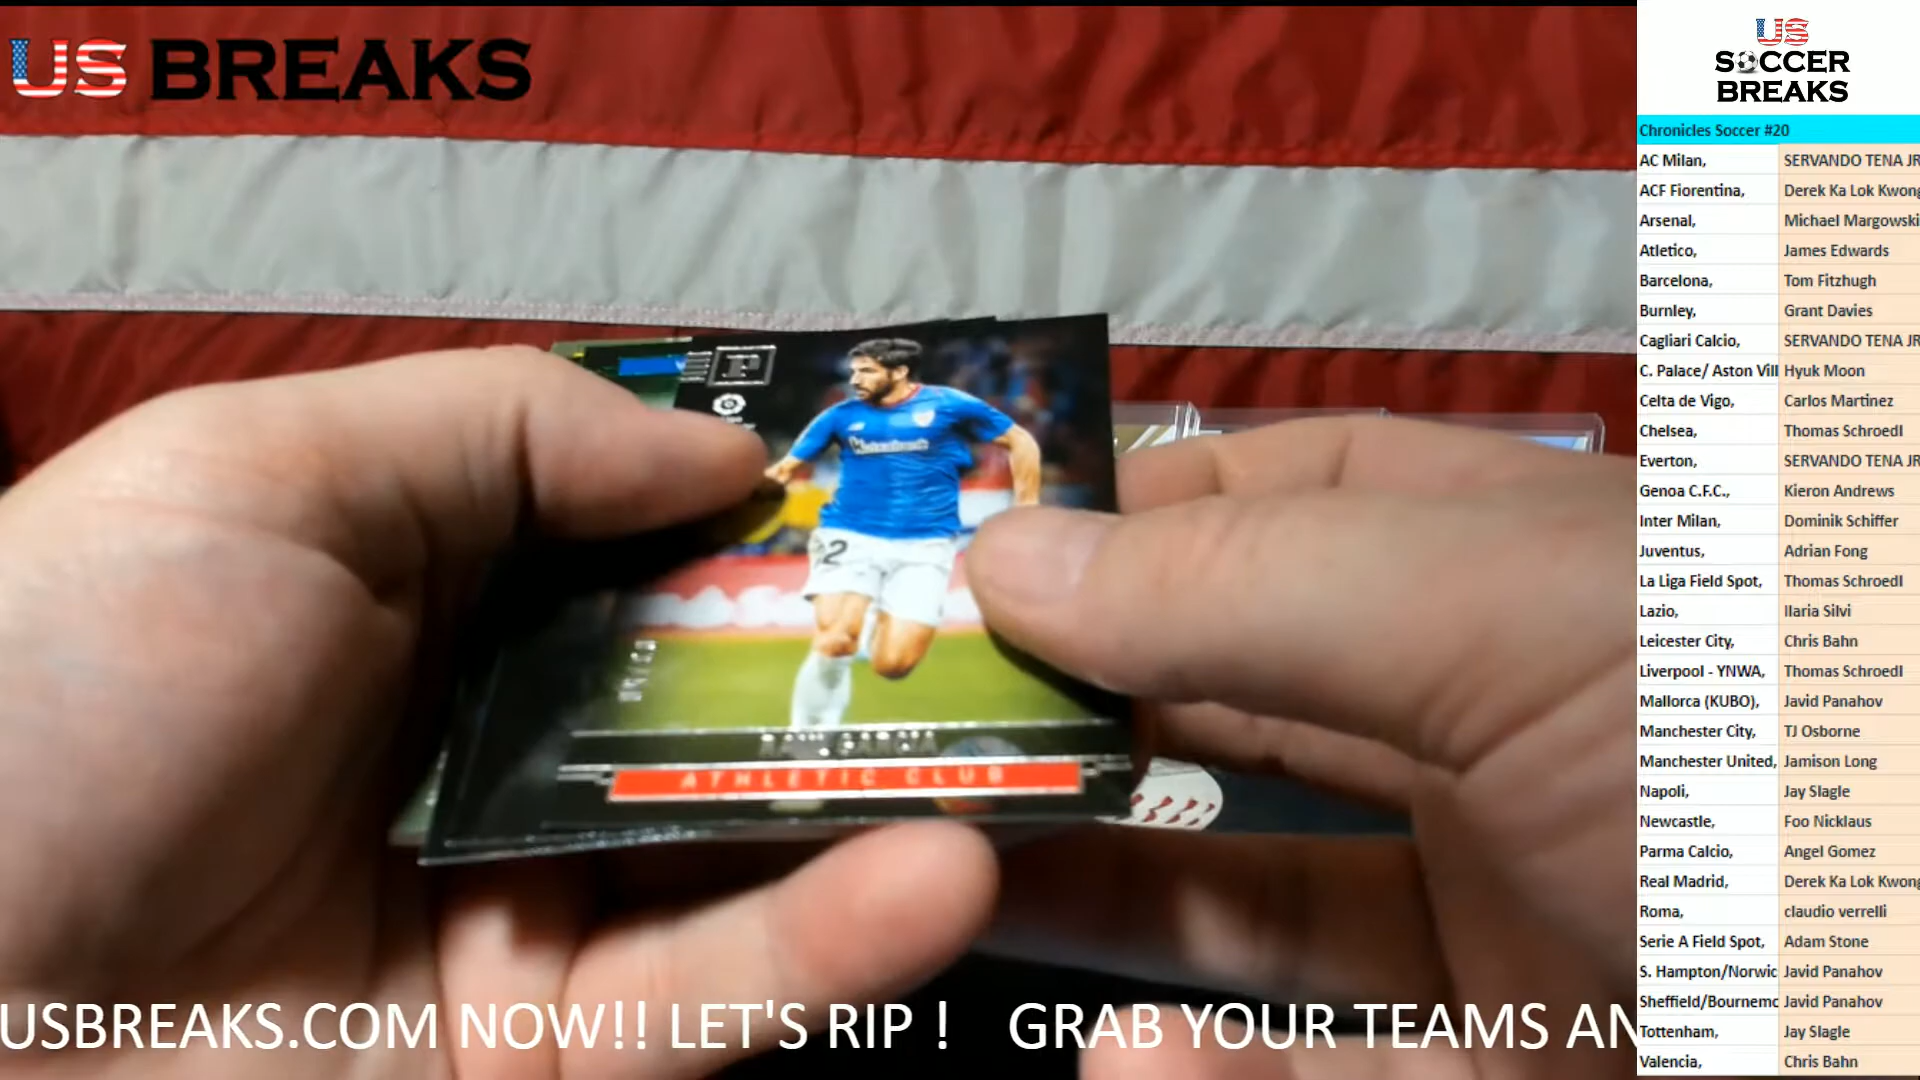 US BREAKS
US
SOCCER
BREAKS
Chronicles Soccer #20
AC Milan, SERVANDO TENA JR
ACF Fiorentina, Derek Ka Lok Kwong
Arsenal, Michael Margowski
Atletico, James Edwards
Barcelona, Tom Fitzhugh
Burnley, Grant Davies
Cagliari Calcio, SERVANDO TENA JR
C. Palace/ Aston Vill Hyuk Moon
Celta de Vigo, Carlos Martinez
Chelsea, Thomas Schroedl
Everton, SERVANDO TENA JR
Genoa C.F.C., Kieron Andrews
Inter Milan, Dominik Schiffer
Juventus, Adrian Fong
La Liga Field Spot, Thomas Schroedl
Lazio, Ilaria Silvi
Leicester City, Chris Bahn
Liverpool - YNWA, Thomas Schroedl
Mallorca (KUBO), Javid Panahov
Manchester City, TJ Osborne
Manchester United, Jamison Long
Napoli, Jay Slagle
Newcastle, Foo Nicklaus
Parma Calcio, Angel Gomez
Real Madrid, Derek Ka Lok Kwong
Roma, claudio verrelli
Serie A Field Spot, Adam Stone
S. Hampton/Norwic Javid Panahov
Sheffield/Bournemo Javid Panahov
Tottenham, Jay Slagle
Valencia, Chris Bahn
P
2
RAUL GARCIA
ATHLETIC CLUB
USBREAKS.COM NOW!! LET'S RIP ! GRAB YOUR TEAMS AN